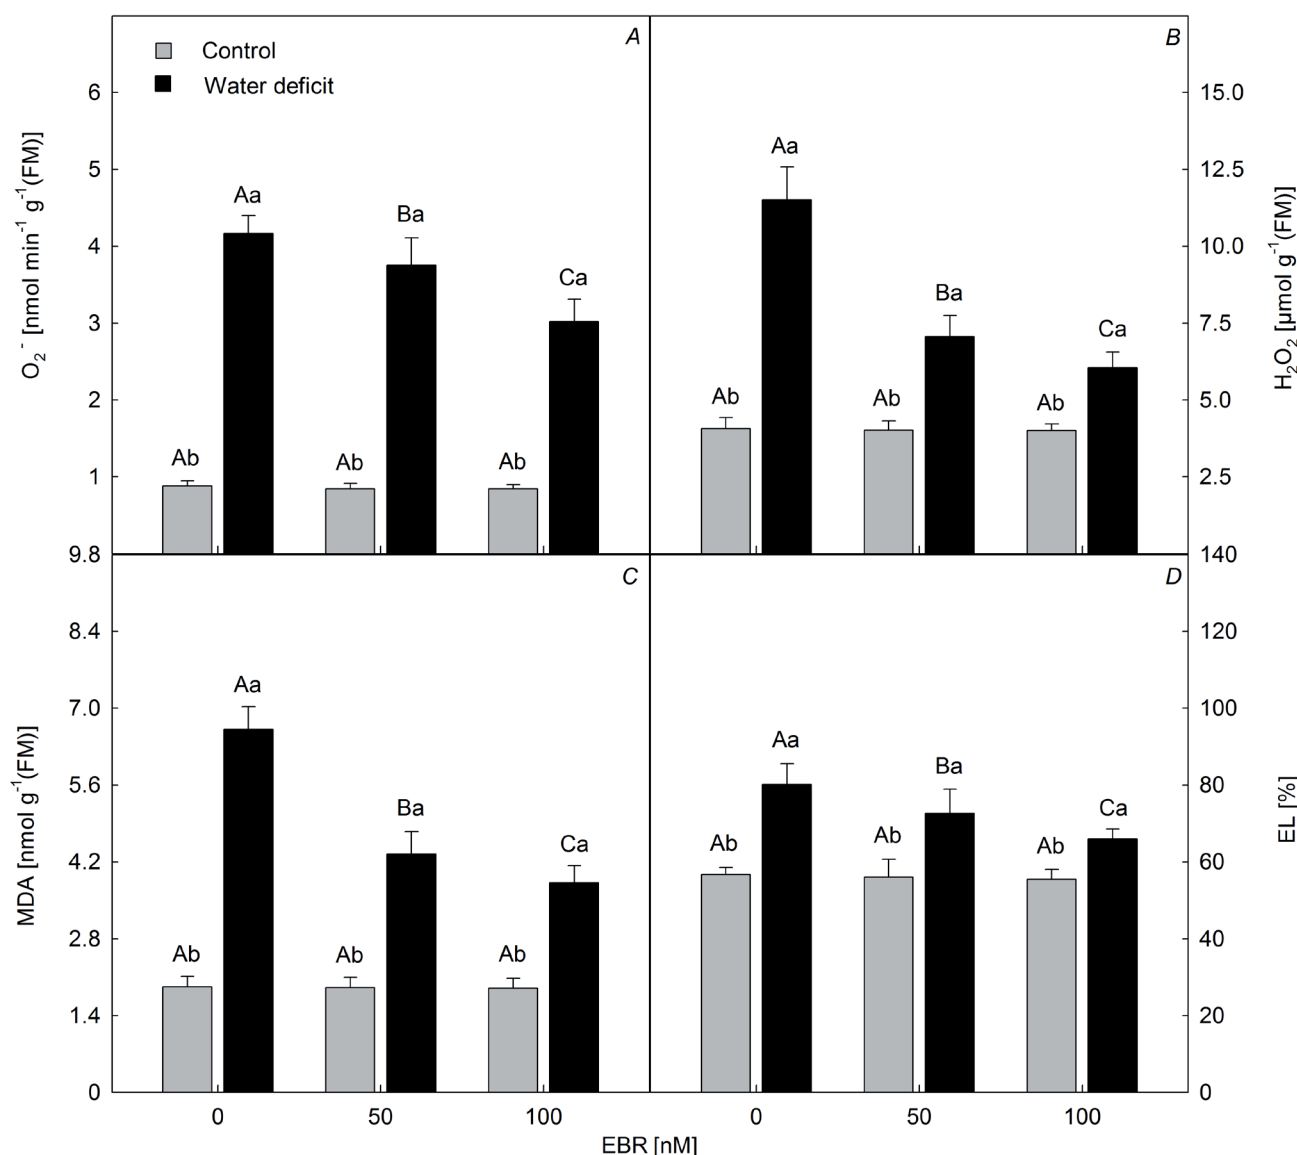 A
Control
Water deficit
6
5
4
3
2
1
O₂⁻ [nmol min⁻¹ g⁻¹(FM)]
Aa
Ba
Ca
Ab
Ab
Ab
B
15.0
12.5
10.0
7.5
5.0
2.5
H₂O₂ [µmol g⁻¹(FM)]
Aa
Ba
Ca
Ab
Ab
Ab
C
9.8
8.4
7.0
5.6
4.2
2.8
1.4
0
MDA [nmol g⁻¹(FM)]
Aa
Ba
Ca
Ab
Ab
Ab
0
50
100
D
140
120
100
80
60
40
20
0
EL [%]
Aa
Ba
Ca
Ab
Ab
Ab
0
50
100
EBR [nM]